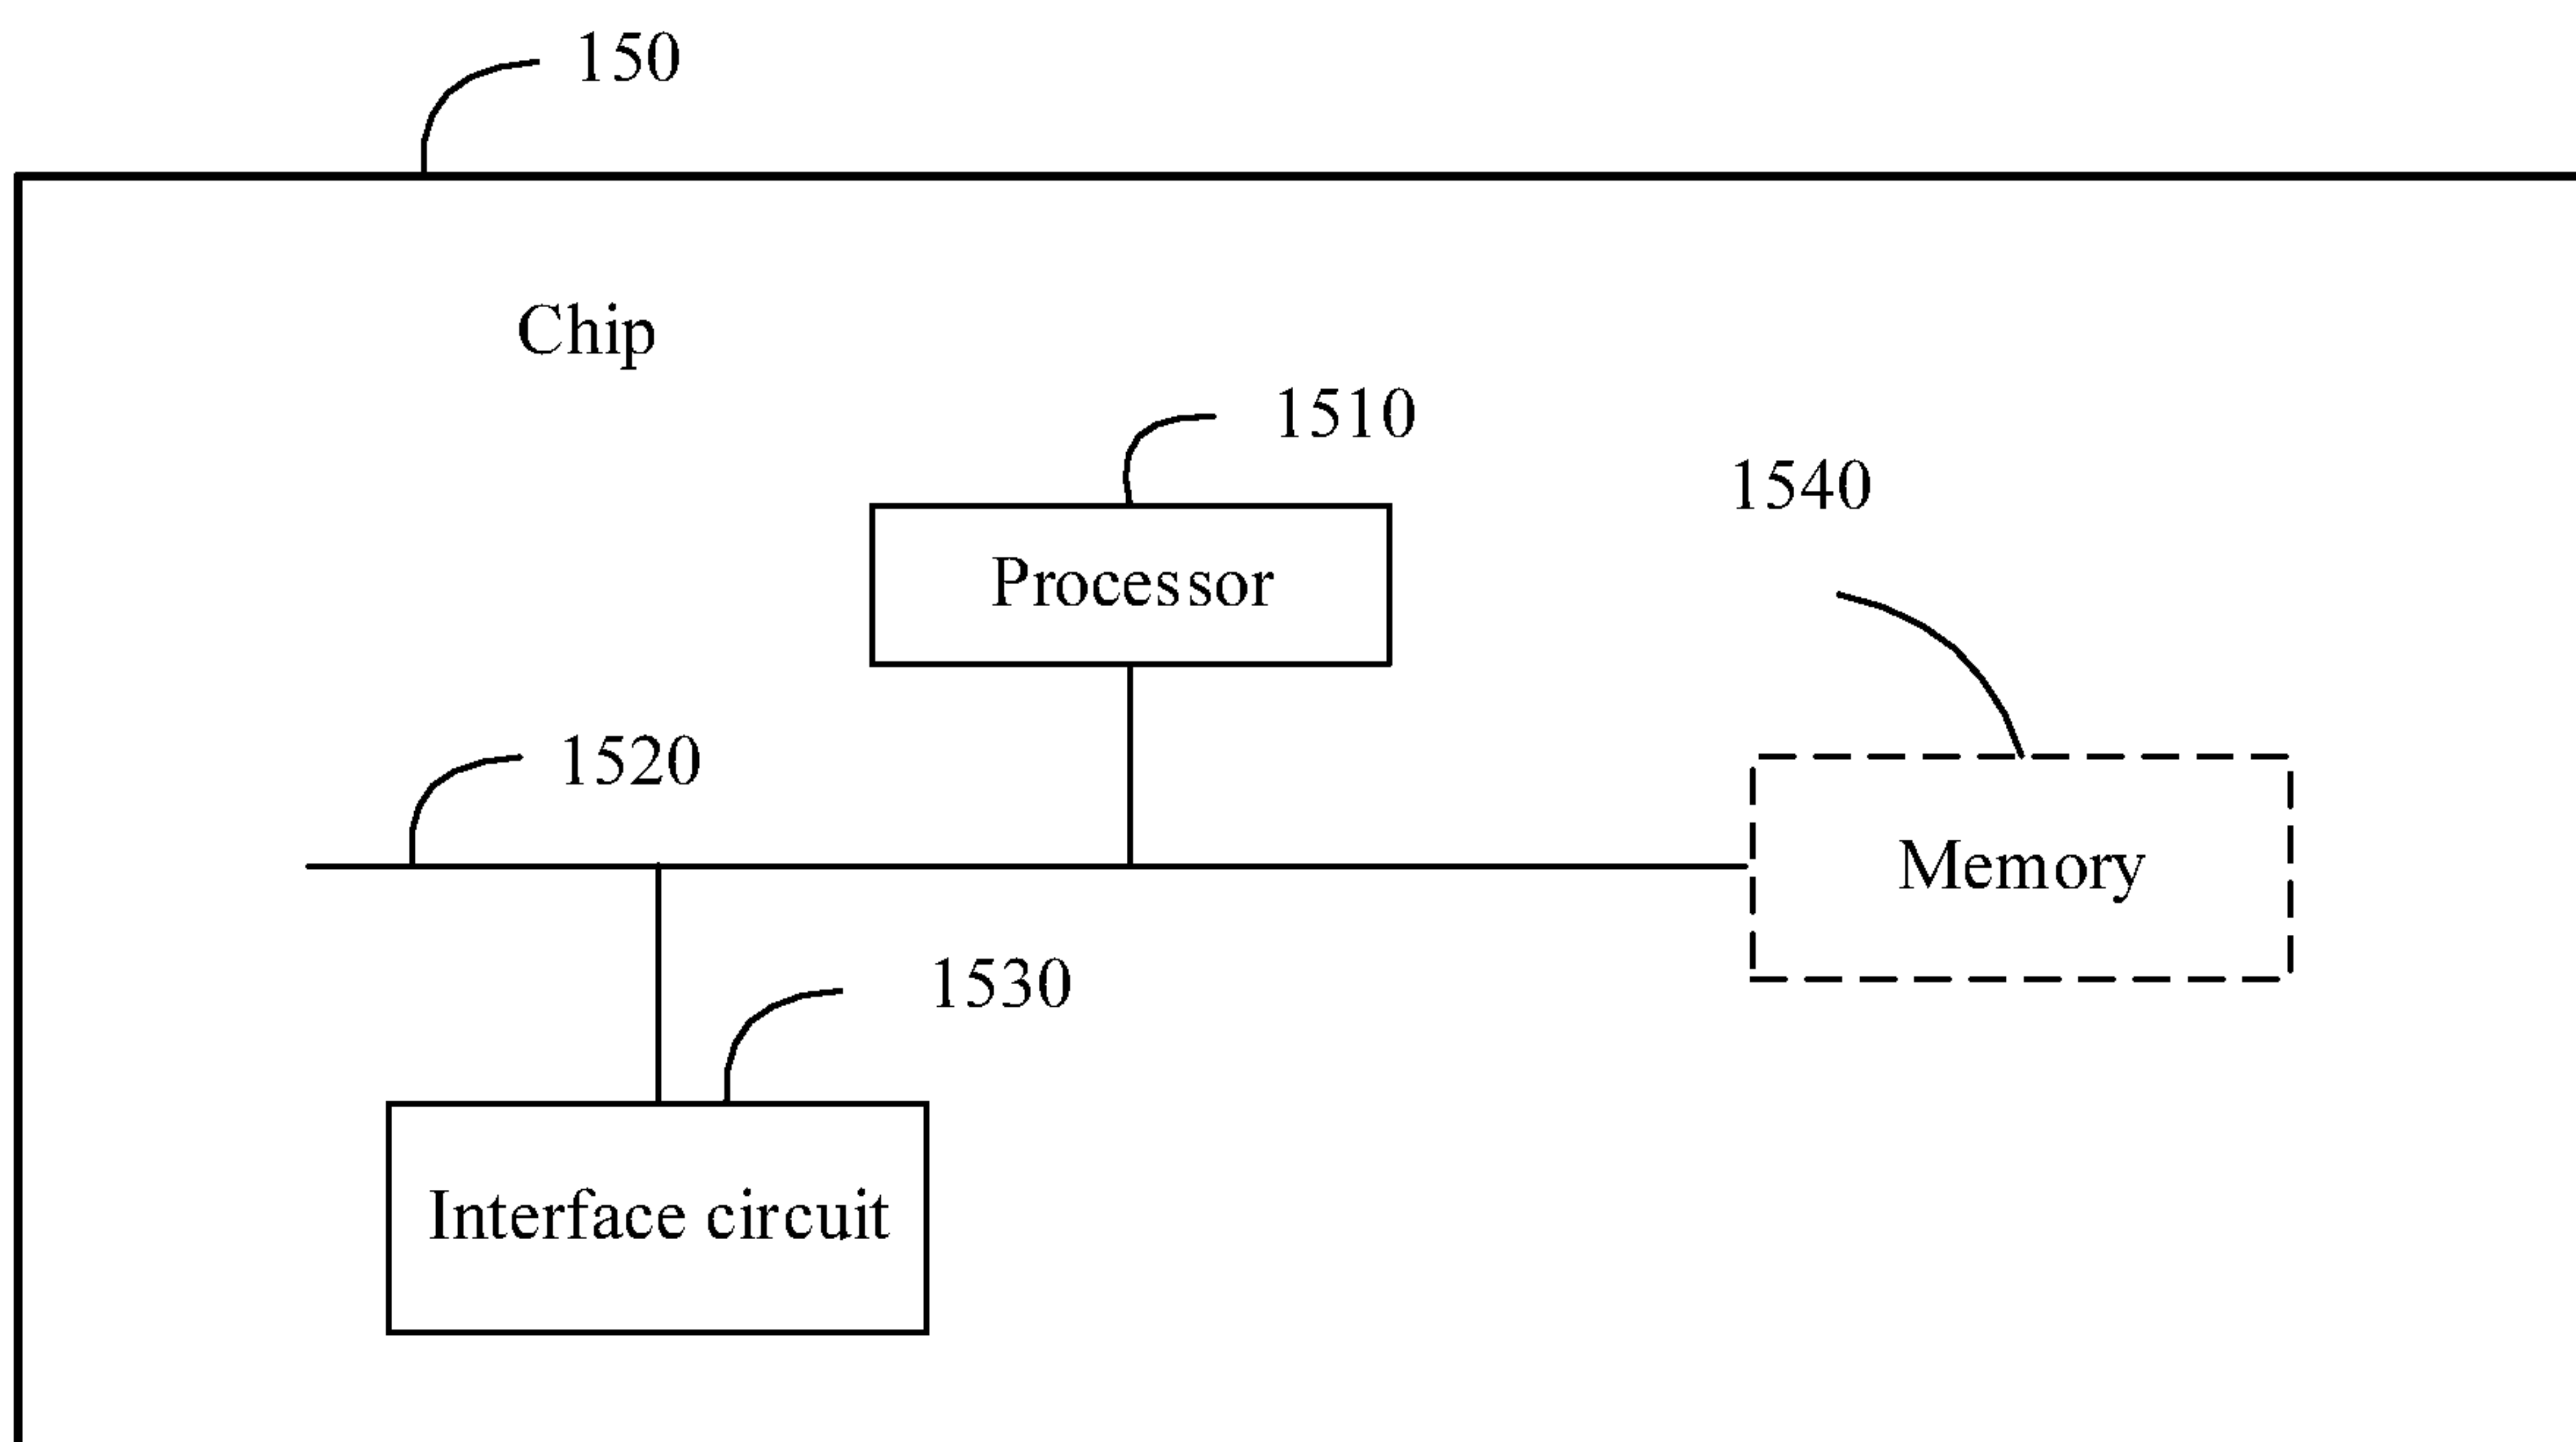 150
Chip
1510
1540
Processor
1520
Memory
1530
Interface circuit